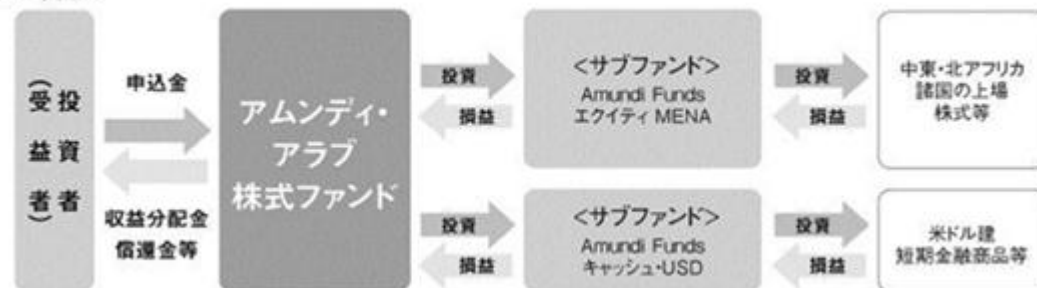 投資者
(受益者)
申込金
収益分配金
償還金等
アムンディ・
アラブ
株式ファンド
投資
損益
<サブファンド>
Amundi Funds
エクイティ MENA
投資
損益
中東・北アフリカ
諸国の上場
株式等
投資
損益
<サブファンド>
Amundi Funds
キャッシュ・USD
投資
損益
米ドル建
短期金融商品等